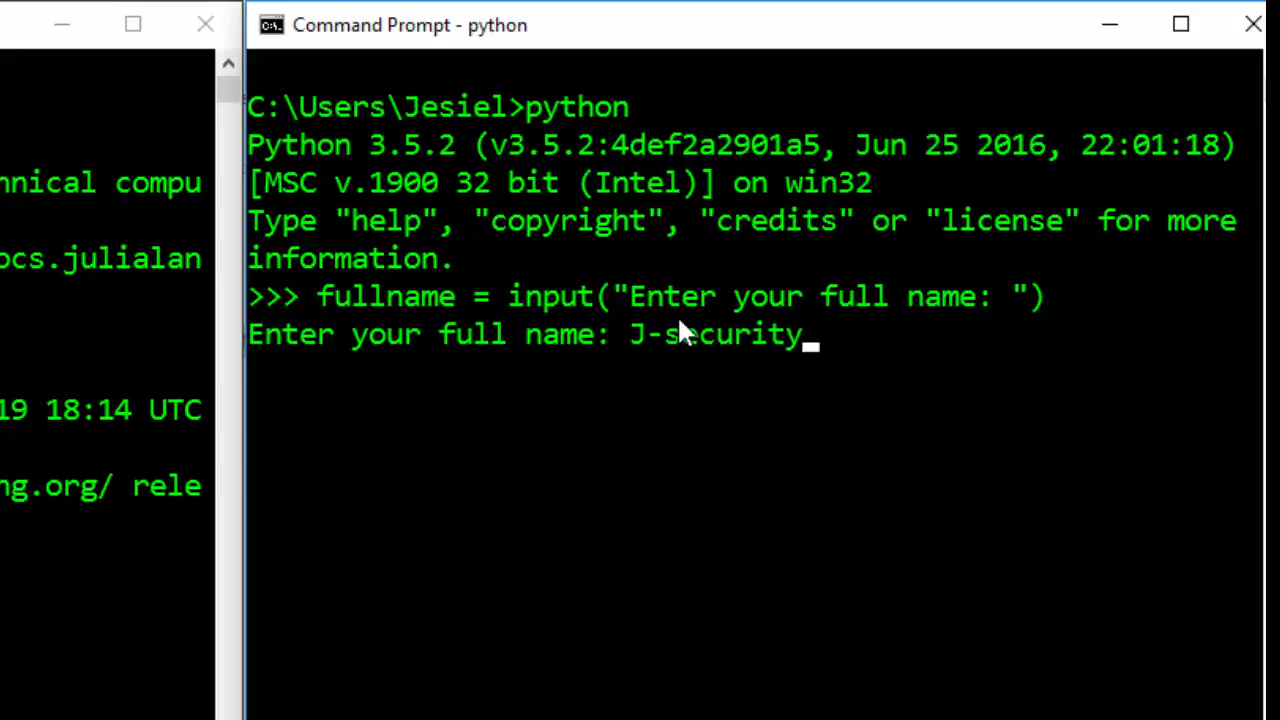 Command Prompt - python
C:\Users\Jesiel>python
Python 3.5.2 (v3.5.2:4def2a2901a5, Jun 25 2016, 22:01:18)
[MSC v.1900 32 bit (Intel)] on win32
Type "help", "copyright", "credits" or "license" for more
information.
>>> fullname = input("Enter your full name: ")
Enter your full name: J-security
hnical compu
ocs.julialan
19 18:14 UTC
ng.org/ rele